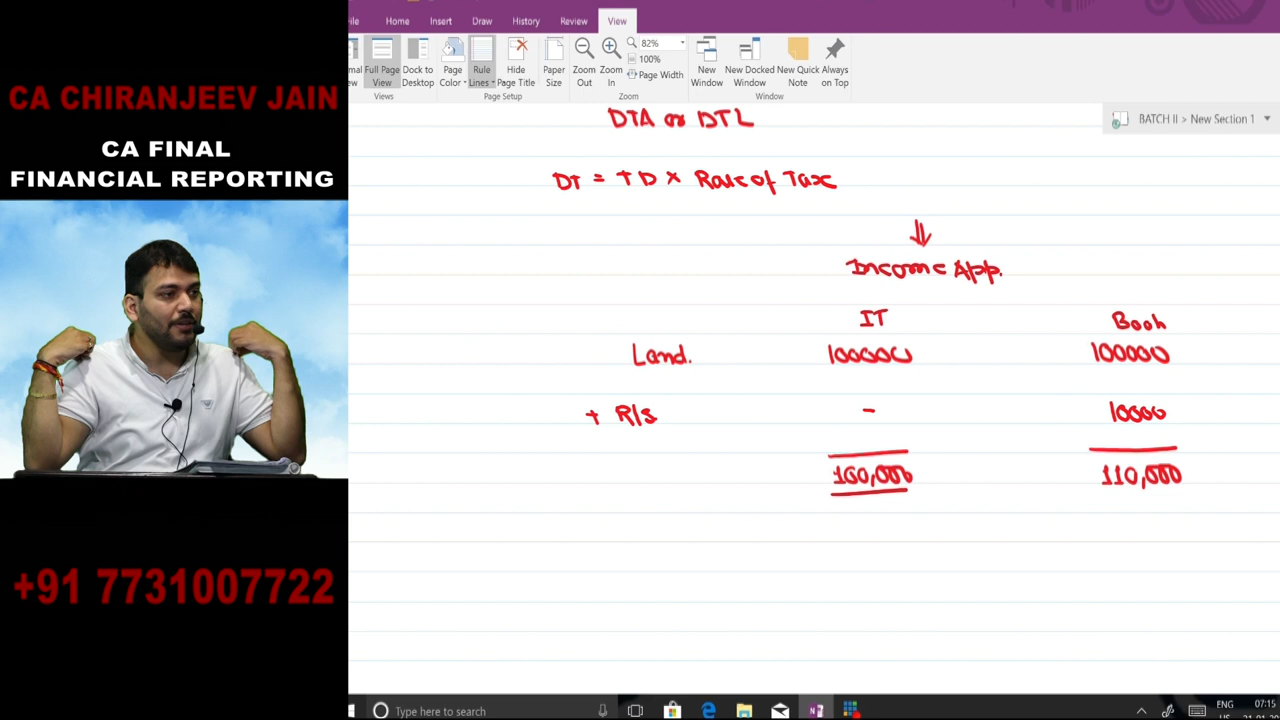 CA CHIRANJEEV JAIN
CA FINAL
FINANCIAL REPORTING
+91 7731007722
Home Insert Draw History Review View
Full Page View
Dock to Desktop
Views
Page Color
Rule Lines
Hide Page Title
Paper Size
Page Setup
Zoom Out
Zoom In
82%
100%
Page Width
Zoom
New Window
New Docked Window
New Quick Note
Always on Top
Window
BATCH II > New Section 1
DTA or DTL
DT = TD × Rate of Tax
⇓
Income App.
IT Book
Land. 100000 100000
+ R/s - 10000
100,000 110,000
Type here to search
ENG
07:15